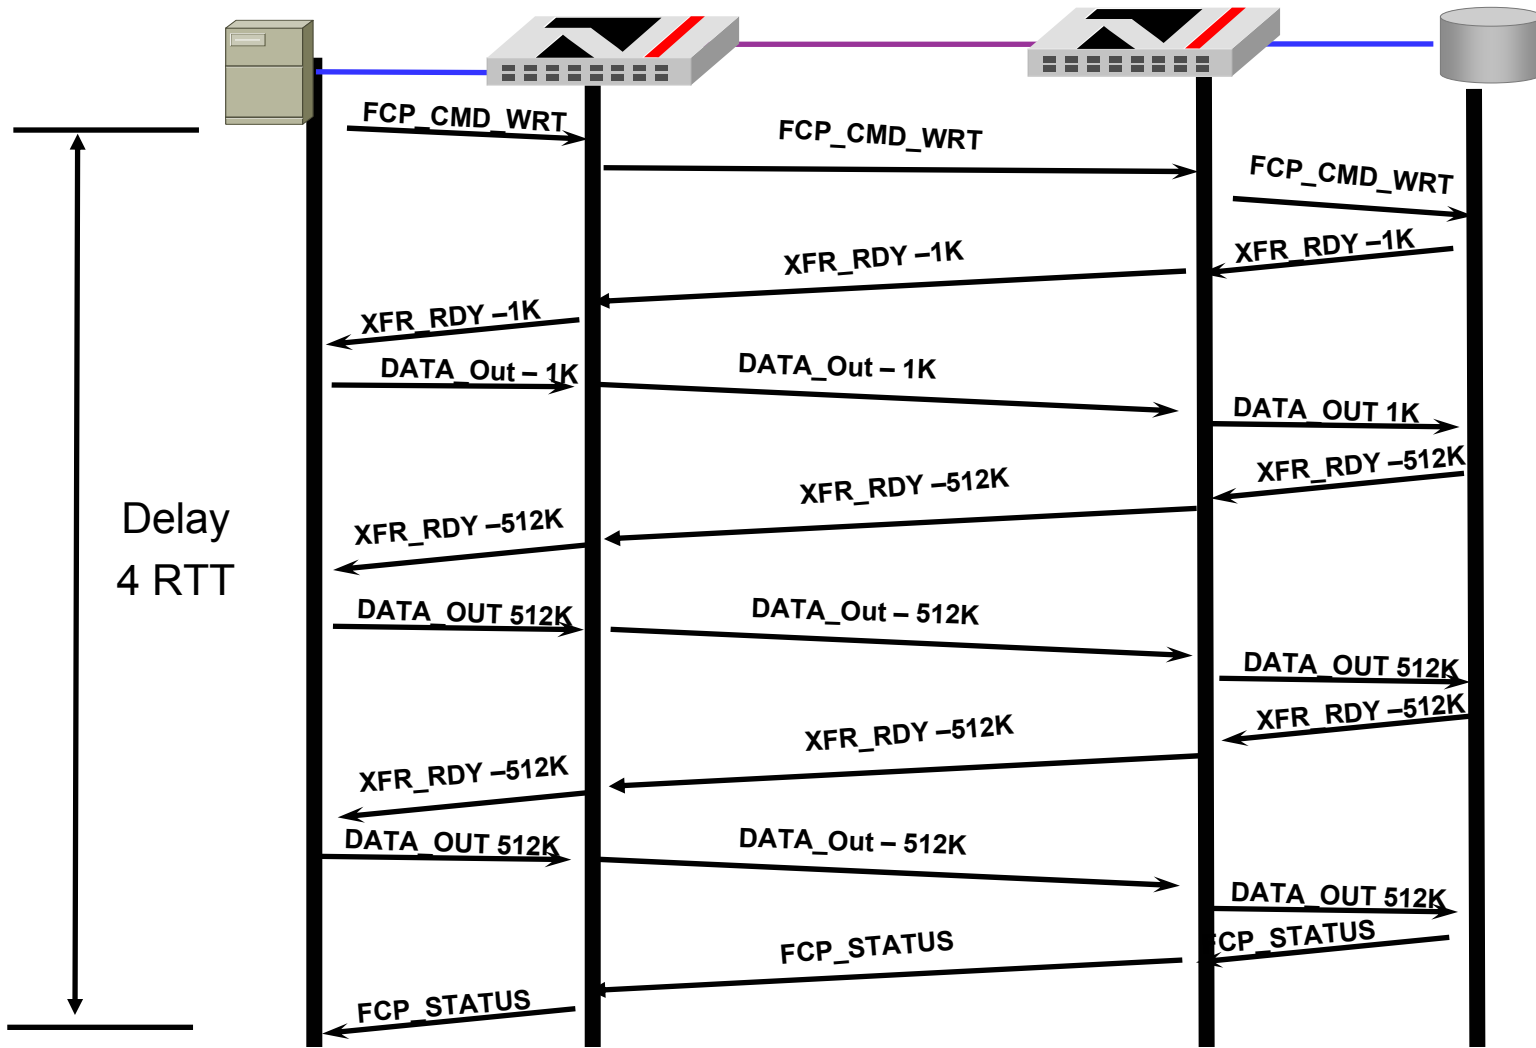 FCP_CMD_WRT
FCP_CMD_WRT
FCP_CMD_WRT
XFR_RDY –1K
XFR_RDY –1K
XFR_RDY –1K
DATA_Out – 1K
DATA_Out – 1K
DATA_OUT 1K
XFR_RDY –512K
XFR_RDY –512K
XFR_RDY –512K
Delay
4 RTT
DATA_OUT 512K
DATA_Out – 512K
DATA_OUT 512K
XFR_RDY –512K
XFR_RDY –512K
XFR_RDY –512K
DATA_OUT 512K
DATA_Out – 512K
DATA_OUT 512K
FCP_STATUS
FCP_STATUS
FCP_STATUS